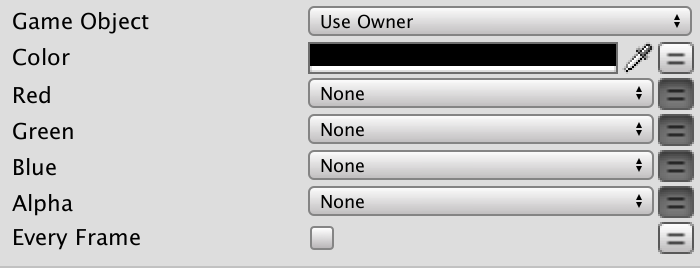 Game Object Use Owner
Color
Red None
Green None
Blue None
Alpha None
Every Frame